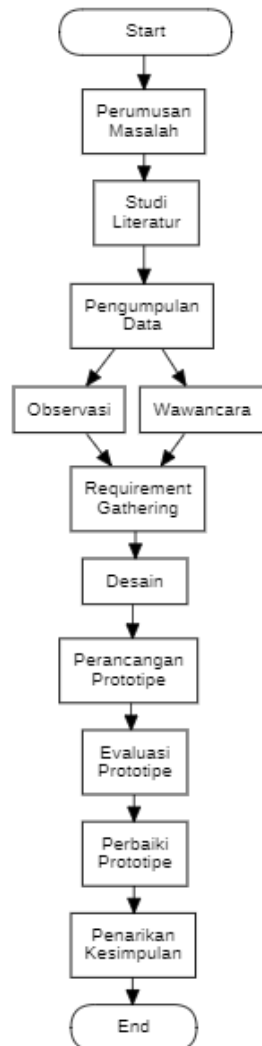 Start
Perumusan
Masalah
Studi
Literatur
Pengumpulan
Data
Observasi
Wawancara
Requirement
Gathering
Desain
Perancangan
Prototipe
Evaluasi
Prototipe
Perbaiki
Prototipe
Penarikan
Kesimpulan
End